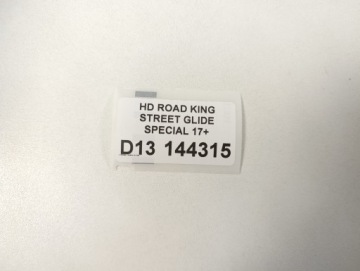 HD ROAD KING
STREET GLIDE
SPECIAL 17+
D13 144315